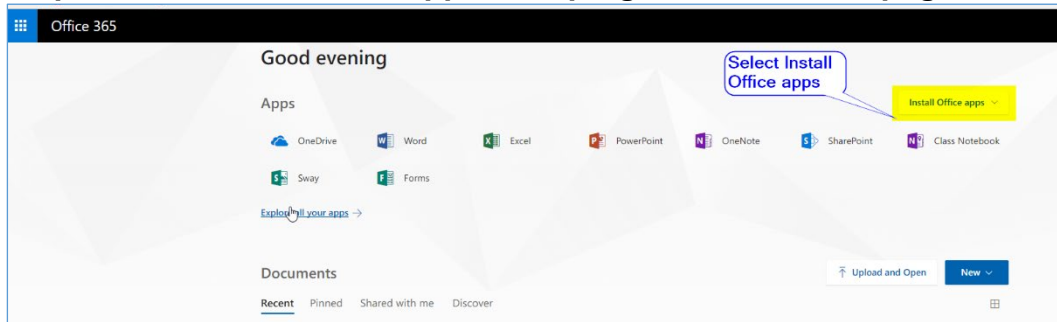 Office 365
Good evening
Select Install
Office apps
Apps
Install Office apps
OneDrive Word Excel PowerPoint OneNote SharePoint Class Notebook
Sway Forms
all your apps →
Documents
Upload and Open New
Recent Pinned Shared with me Discover